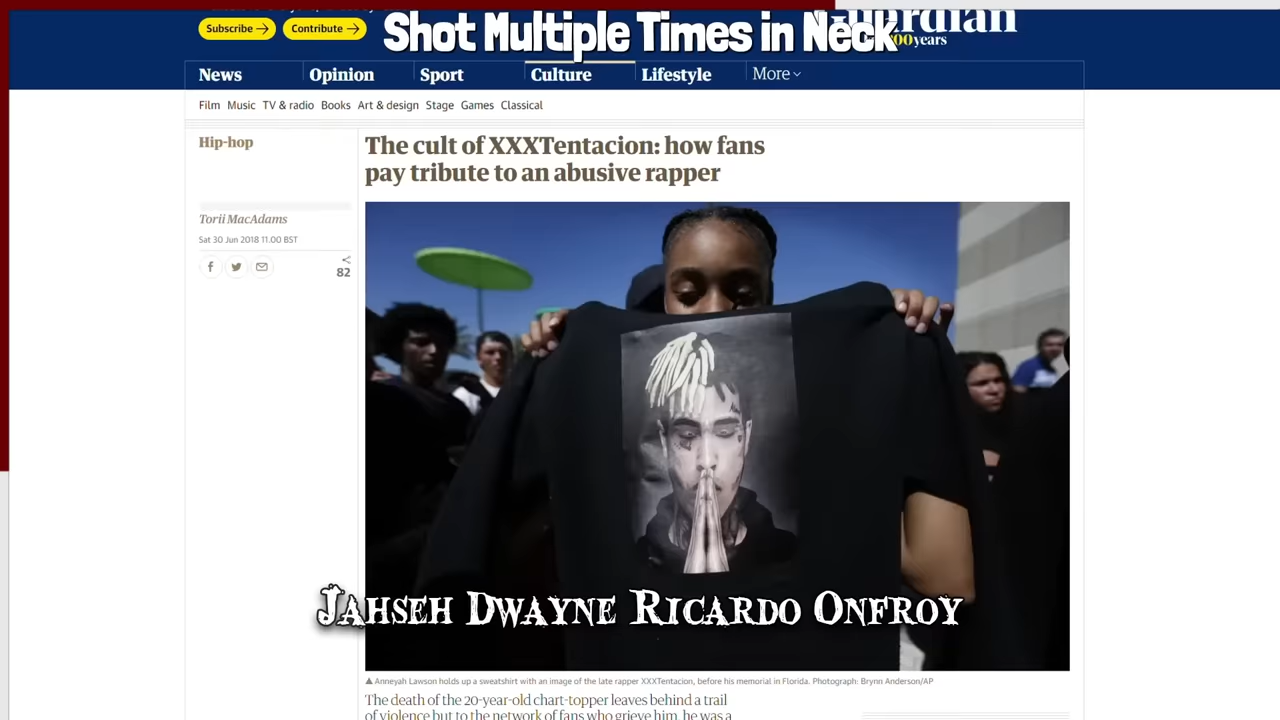 Subscribe → Contribute →
Shot Multiple Times in Neck
News Opinion Sport Culture Lifestyle More
Film Music TV & radio Books Art & design Stage Games Classical
Hip-hop
The cult of XXXTentacion: how fans
pay tribute to an abusive rapper
Torii MacAdams
Sat 30 Jun 2018 11.00 BST
82
Jahseh Dwayne Ricardo Onfroy
▲ Anneyah Lawson holds up a sweatshirt with an image of the late rapper XXXTentacion, before his memorial in Florida. Photograph: Brynn Anderson/AP
The death of the 20-year-old chart-topper leaves behind a trail
of violence but to the network of fans who grieve him, he was a